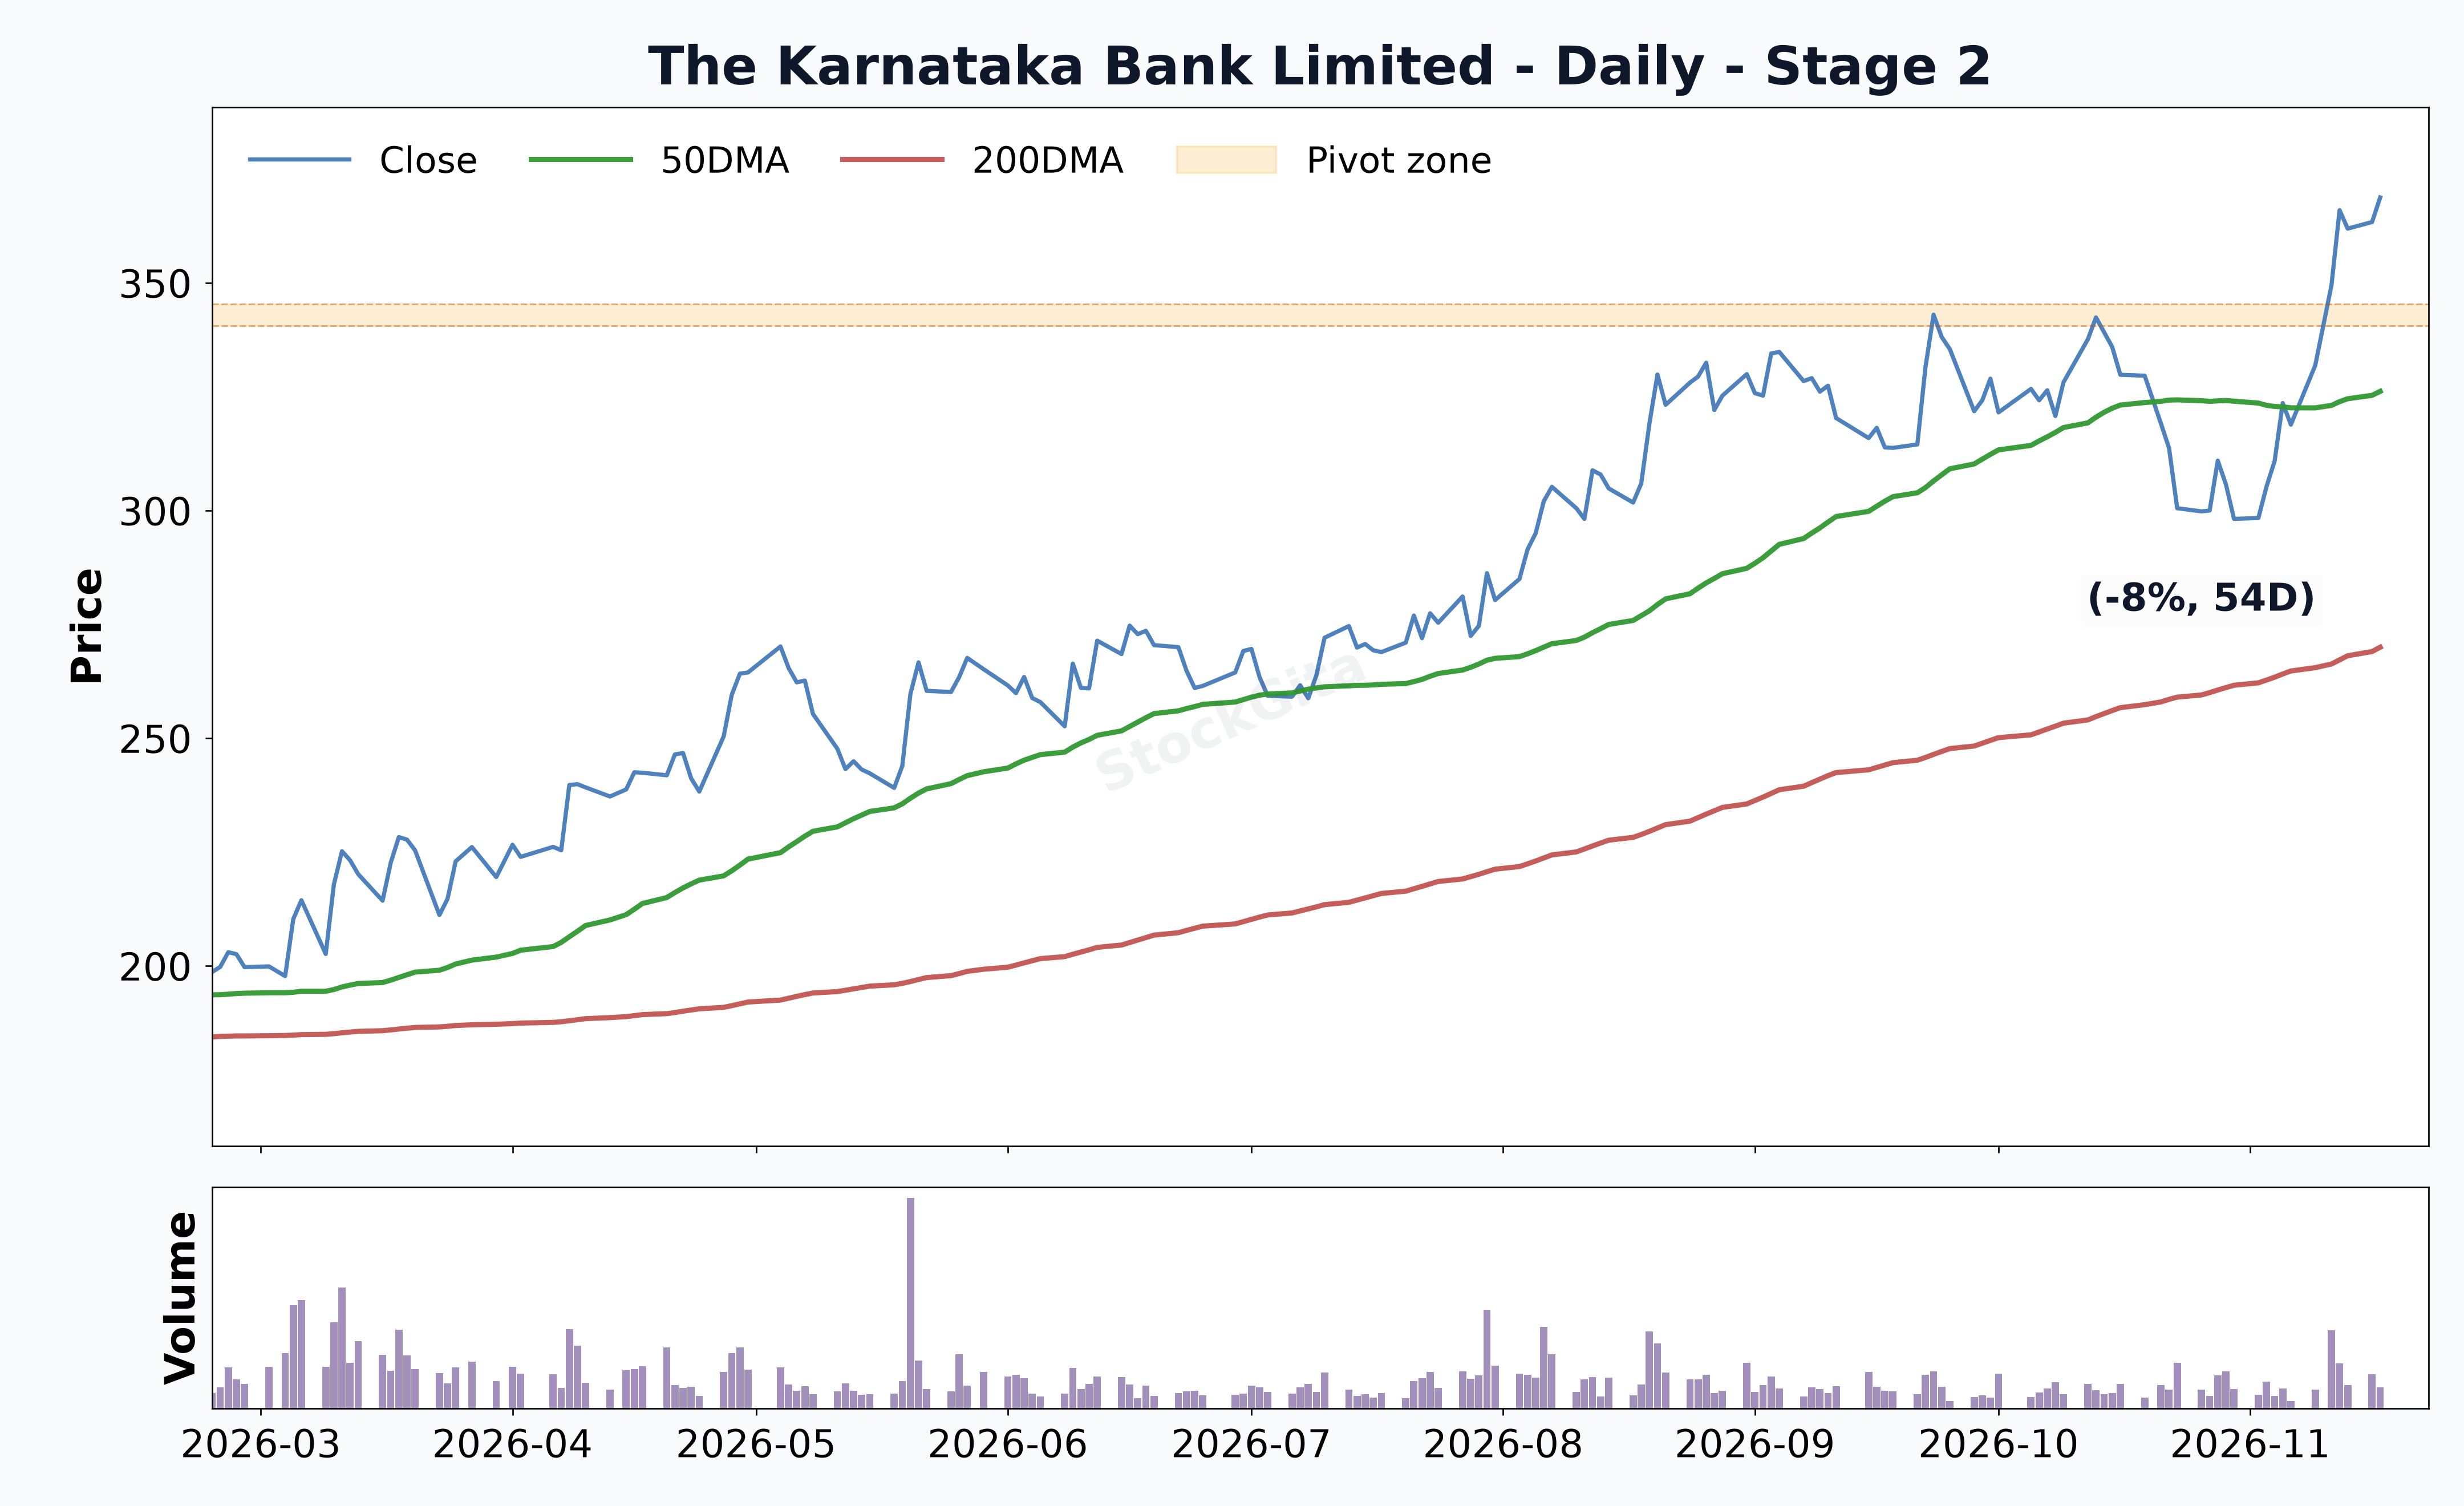 The Karnataka Bank Limited - Daily - Stage 2
Close 50DMA 200DMA Pivot zone
350
300
250
200
Price
(-8%, 54D)
StockGita
Volume
2026-03 2026-04 2026-05 2026-06 2026-07 2026-08 2026-09 2026-10 2026-11